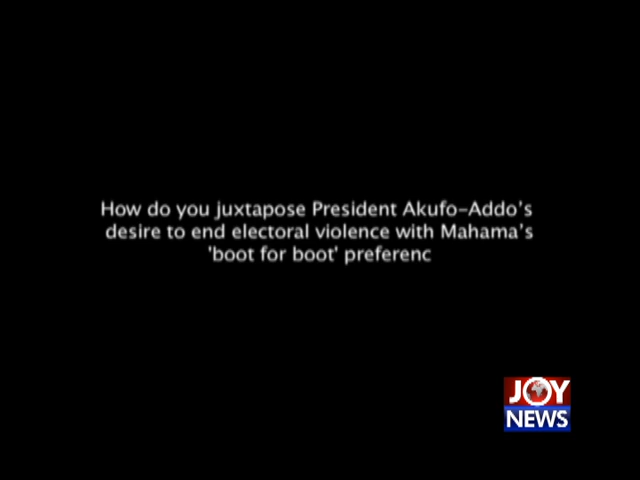 How do you juxtapose President Akufo-Addo's
desire to end electoral violence with Mahama's
'boot for boot' preferenc
JOY
NEWS